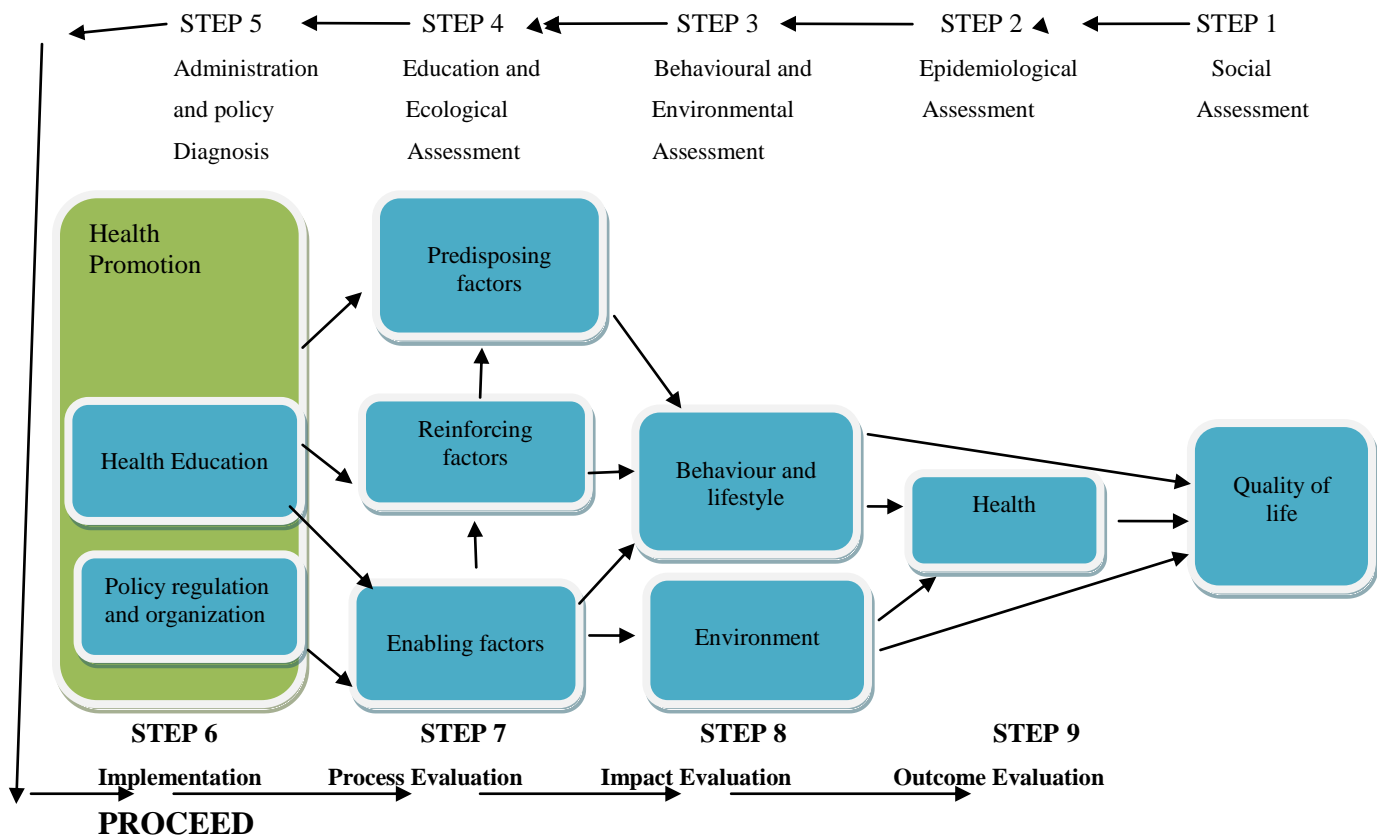 STEP 5
STEP 4
STEP 3
STEP 2
STEP 1
Administration
and policy
Diagnosis
Education and
Ecological
Assessment
Behavioural and
Environmental
Assessment
Epidemiological
Assessment
Social
Assessment
Health
Promotion
Health Education
Policy regulation
and organization
Predisposing
factors
Reinforcing
factors
Enabling factors
Behaviour and
lifestyle
Environment
Health
Quality of
life
STEP 6
STEP 7
STEP 8
STEP 9
Implementation
Process Evaluation
Impact Evaluation
Outcome Evaluation
PROCEED